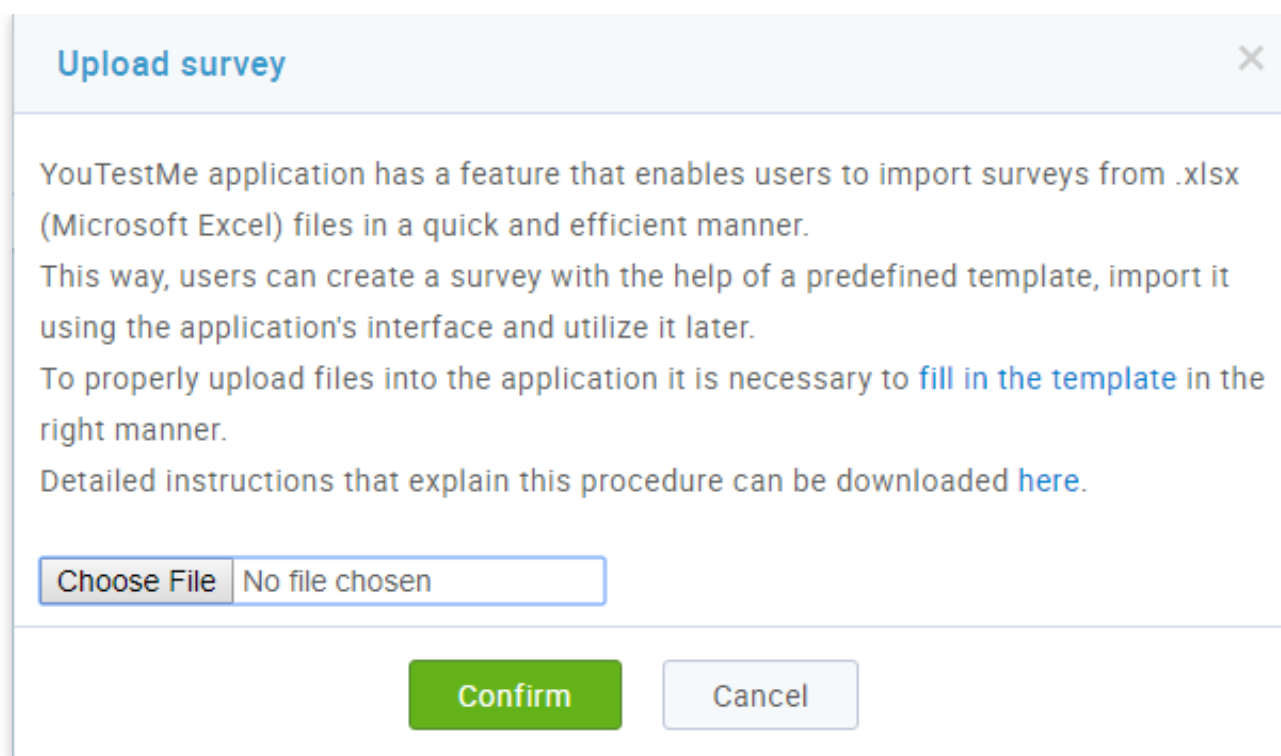 Upload survey
YouTestMe application has a feature that enables users to import surveys from .xlsx
(Microsoft Excel) files in a quick and efficient manner.
This way, users can create a survey with the help of a predefined template, import it
using the application's interface and utilize it later.
To properly upload files into the application it is necessary to fill in the template in the
right manner.
Detailed instructions that explain this procedure can be downloaded here.
Choose File No file chosen
Confirm Cancel